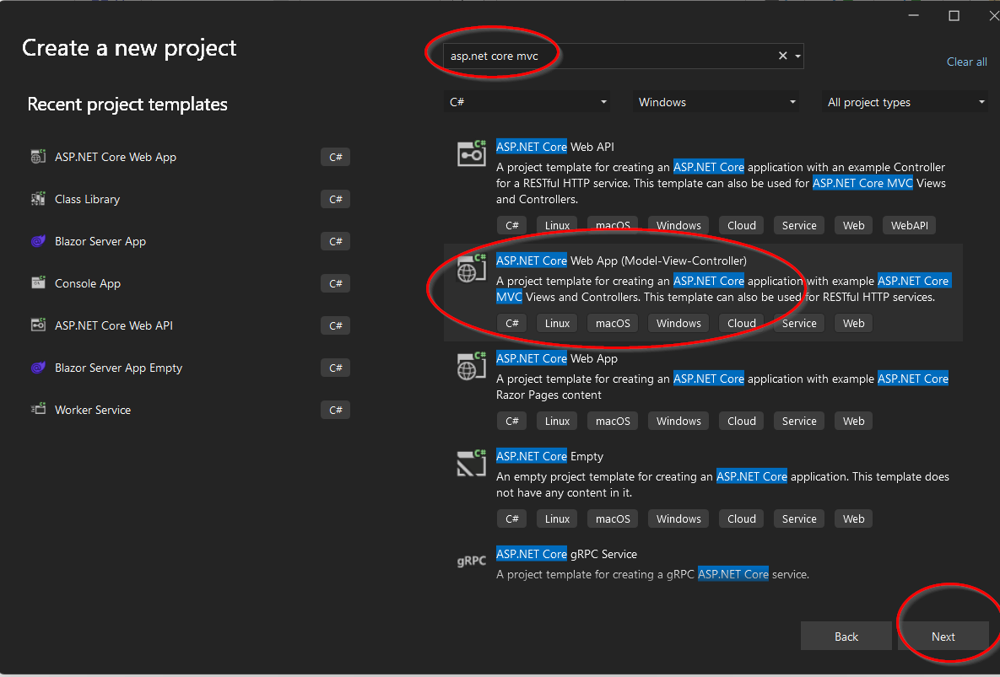 Create a new project
Recent project templates
ASP.NET Core Web App C#
Class Library C#
Blazor Server App C#
Console App C#
ASP.NET Core Web API C#
Blazor Server App Empty C#
Worker Service C#
asp.net core mvc
Clear all
C# Windows All project types
C#
ASP.NET Core Web API
A project template for creating an ASP.NET Core application with an example Controller
for a RESTful HTTP service. This template can also be used for ASP.NET Core MVC Views
and Controllers.
C# Linux macOS Windows Cloud Service Web WebAPI
C#
ASP.NET Core Web App (Model-View-Controller)
A project template for creating an ASP.NET Core application with example ASP.NET Core
MVC Views and Controllers. This template can also be used for RESTful HTTP services.
C# Linux macOS Windows Cloud Service Web
C#
ASP.NET Core Web App
A project template for creating an ASP.NET Core application with example ASP.NET Core
Razor Pages content
C# Linux macOS Windows Cloud Service Web
C#
ASP.NET Core Empty
An empty project template for creating an ASP.NET Core application. This template does
not have any content in it.
C# Linux macOS Windows Cloud Service Web
gRPC
ASP.NET Core gRPC Service
A project template for creating a gRPC ASP.NET Core service.
Back Next